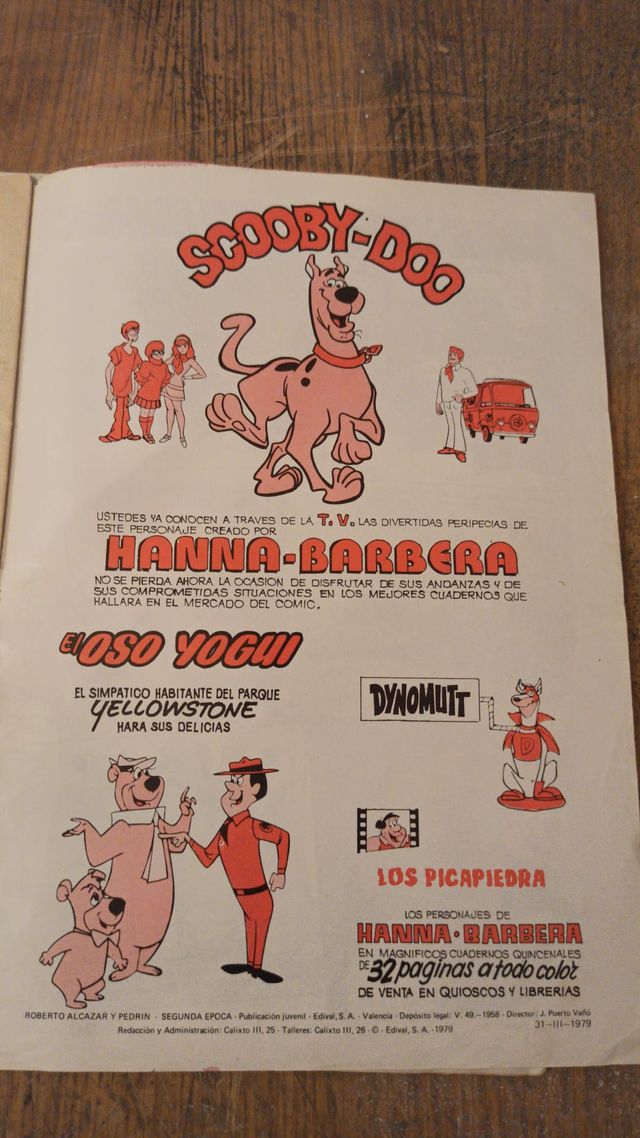 SCOOBY-DOO
USTEDES YA CONOCEN A TRAVES DE LA T. V. LAS DIVERTIDAS PERIPECIAS DE
ESTE PERSONAJE CREADO POR
HANNA-BARBERA
NO SE PIERDA AHORA LA OCASION DE DISFRUTAR DE SUS ANDANZAS Y DE
SUS COMPROMETIDAS SITUACIONES EN LOS MEJORES CUADERNOS QUE
HALLARA EN EL MERCADO DEL COMIC.
El OSO YOGUI
EL SIMPATICO HABITANTE DEL PARQUE
YELLOWSTONE
HARA SUS DELICIAS
DYNOMUTT
D
LOS PICAPIEDRA
LOS PERSONAJES DE
HANNA-BARBERA
EN MAGNIFICOS CUADERNOS QUINCENALES
DE 32 paginas a todo color
DE VENTA EN QUIOSCOS Y LIBRERIAS
ROBERTO ALCAZAR Y PEDRIN - SEGUNDA EPOCA - Publicación juvenil - Edival, S. A. - Valencia - Depósito legal: V. 49.-1958 - Director: J. Puerto Vañó
Redacción y Administración: Calixto III, 25 - Talleres: Calixto III, 26 - © - Edival, S. A. -1979
31-III-1979